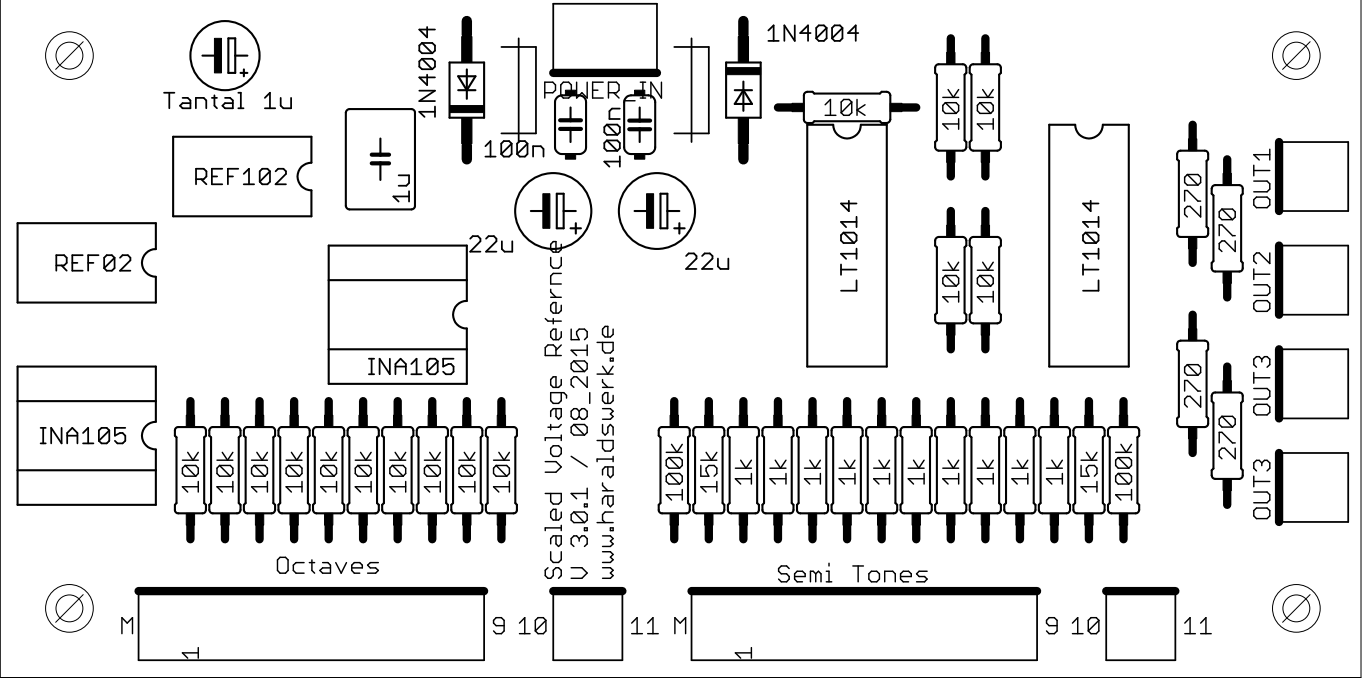 1N4004
1N4004
POWER_IN
Tantal 1u
100n
100n
10k
10k
10k
REF102
1u
270
270
OUT1
REF02
22u
22u
LT1014
LT1014
10k
10k
OUT2
INA105
INA105
270
270
OUT3
OUT3
10k
10k
10k
10k
10k
10k
10k
10k
10k
10k
Scaled Voltage Refernce
V 3.0.1 / 08_2015
www.haraldswerk.de
100k
15k
1k
1k
1k
1k
1k
1k
1k
1k
1k
1k
15k
100k
Octaves
Semi Tones
M 1 9 10 11
M 1 9 10 11